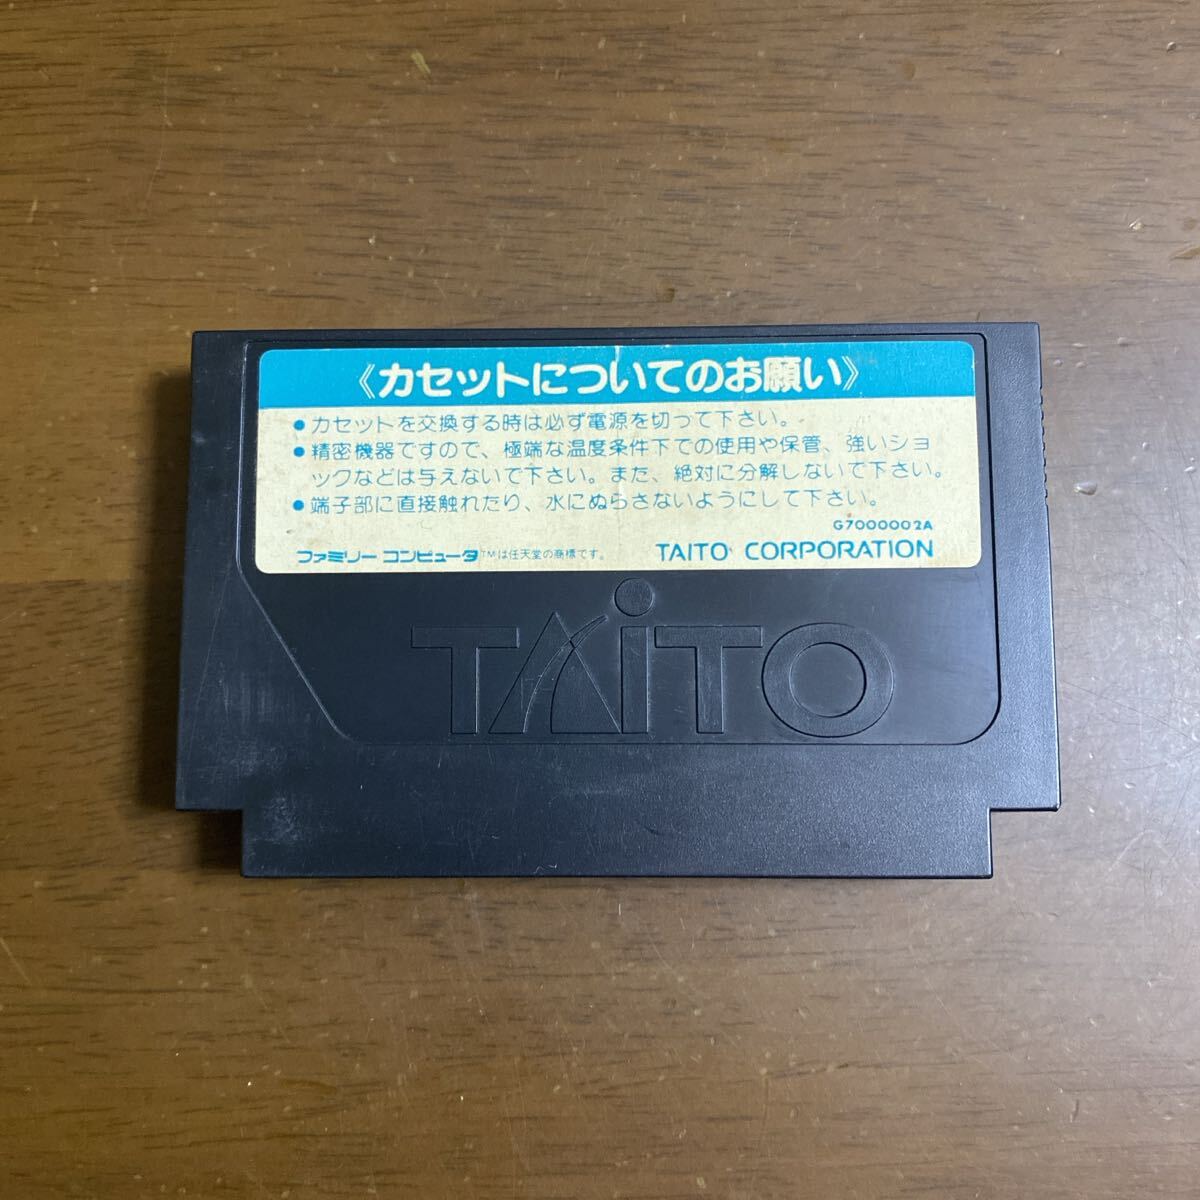 《カセットについてのお願い》
●カセットを交換する時は必ず電源を切って下さい。
●精密機器ですので、極端な温度条件下での使用や保管、強いショ
ックなどは与えないで下さい。また、絶対に分解しないで下さい。
●端子部に直接触れたり、水にぬらさないようにして下さい。
G7000002A
ファミリー コンピュータ™は任天堂の商標です。 TAITO CORPORATION
TAiTO